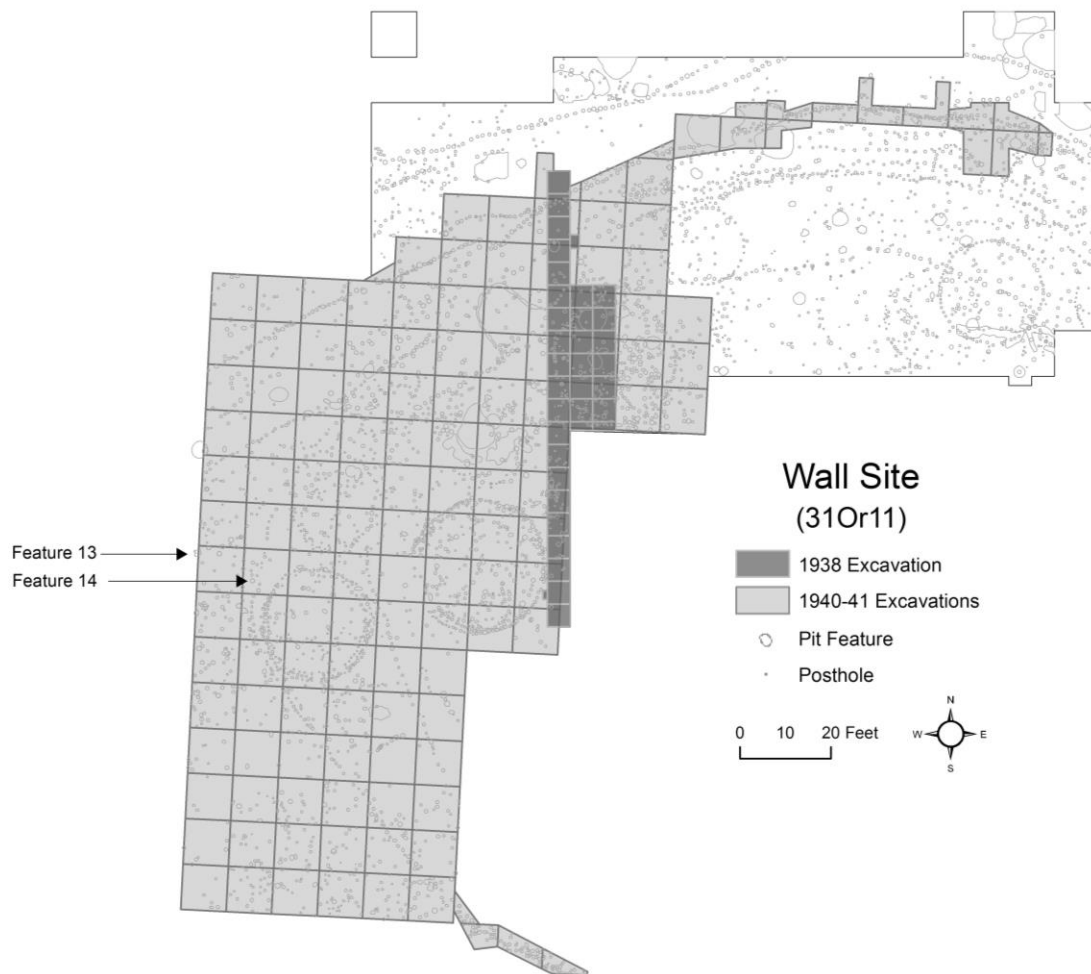 Wall Site
(31Or11)
Feature 13
Feature 14
1938 Excavation
1940-41 Excavations
Pit Feature
Posthole
0 10 20 Feet
N
W E
S